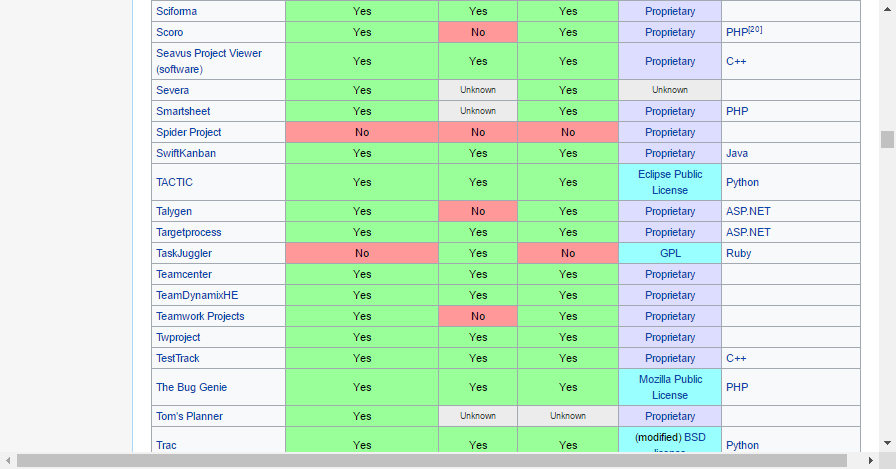 Sciforma Yes Yes Yes Proprietary
Scoro Yes No Yes Proprietary PHP[20]
Seavus Project Viewer
(software) Yes Yes Yes Proprietary C++
Severa Yes Unknown Yes Unknown
Smartsheet Yes Unknown Yes Proprietary PHP
Spider Project No No No Proprietary
SwiftKanban Yes Yes Yes Proprietary Java
TACTIC Yes Yes Yes Eclipse Public
License Python
Talygen Yes No Yes Proprietary ASP.NET
Targetprocess Yes Yes Yes Proprietary ASP.NET
TaskJuggler No Yes No GPL Ruby
Teamcenter Yes Yes Yes Proprietary
TeamDynamixHE Yes Yes Yes Proprietary
Teamwork Projects Yes No Yes Proprietary
Twproject Yes Yes Yes Proprietary
TestTrack Yes Yes Yes Proprietary C++
The Bug Genie Yes Yes Yes Mozilla Public
License PHP
Tom's Planner Yes Unknown Unknown Proprietary
Trac Yes Yes Yes (modified) BSD
license Python